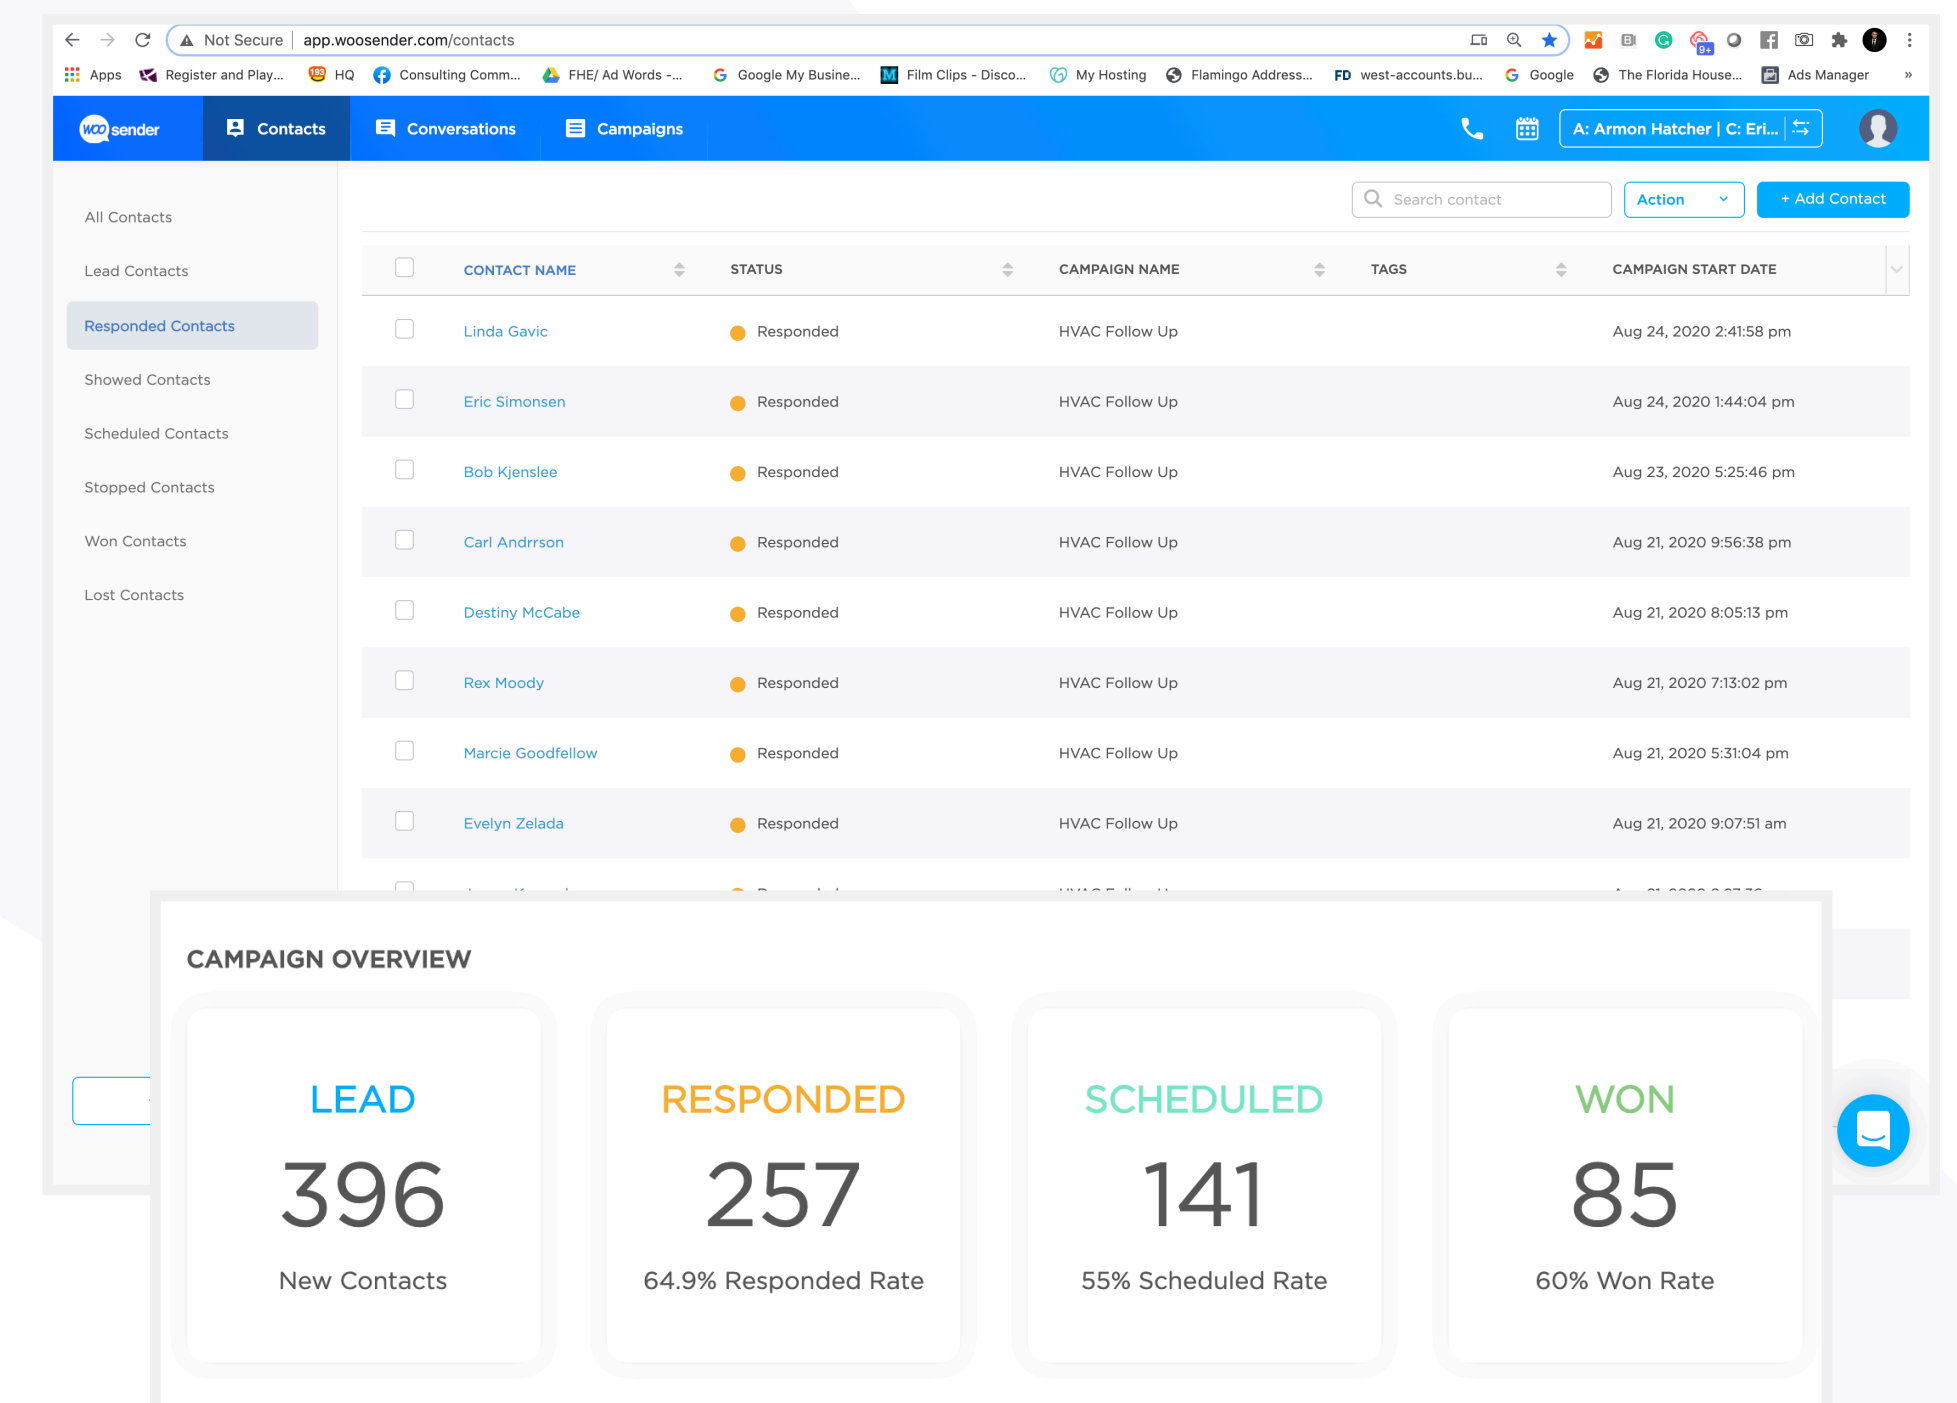 Not Secure | app.woosender.com/contacts
9+
Apps Register and Play... 193 HQ Consulting Comm... FHE/ Ad Words -... Google My Busine... Film Clips - Disco... My Hosting Flamingo Address... FD west-accounts.bu... Google The Florida House... Ads Manager »
woo sender Contacts Conversations Campaigns A: Armon Hatcher | C: Eri...
Search contact Action + Add Contact
All Contacts
Lead Contacts
Responded Contacts
Showed Contacts
Scheduled Contacts
Stopped Contacts
Won Contacts
Lost Contacts
CONTACT NAME STATUS CAMPAIGN NAME TAGS CAMPAIGN START DATE
Linda Gavic Responded HVAC Follow Up Aug 24, 2020 2:41:58 pm
Eric Simonsen Responded HVAC Follow Up Aug 24, 2020 1:44:04 pm
Bob Kjenslee Responded HVAC Follow Up Aug 23, 2020 5:25:46 pm
Carl Andrrson Responded HVAC Follow Up Aug 21, 2020 9:56:38 pm
Destiny McCabe Responded HVAC Follow Up Aug 21, 2020 8:05:13 pm
Rex Moody Responded HVAC Follow Up Aug 21, 2020 7:13:02 pm
Marcie Goodfellow Responded HVAC Follow Up Aug 21, 2020 5:31:04 pm
Evelyn Zelada Responded HVAC Follow Up Aug 21, 2020 9:07:51 am
CAMPAIGN OVERVIEW
LEAD
396
New Contacts
RESPONDED
257
64.9% Responded Rate
SCHEDULED
141
55% Scheduled Rate
WON
85
60% Won Rate